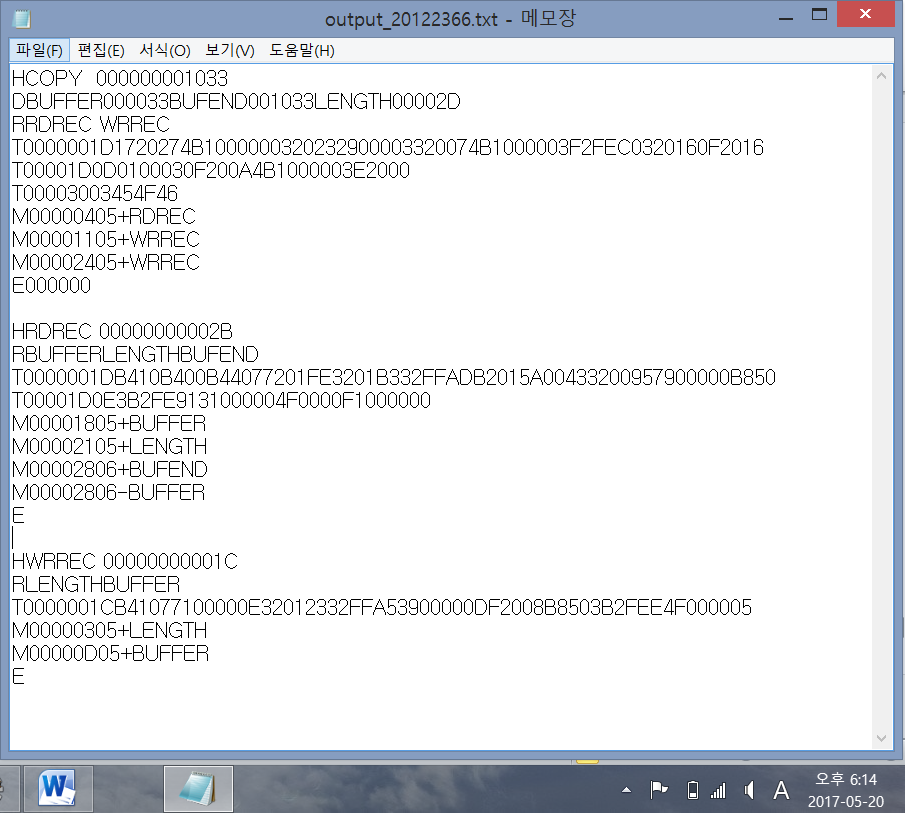 output_20122366.txt - 메모장
파일(F) 편집(E) 서식(O) 보기(V) 도움말(H)
HCOPY  000000001033
DBUFFER000033BUFEND001033LENGTH00002D
RRDREC WRREC
T0000001D1720274B1000000320232900003320074B1000003F2FEC0320160F2016
T00001D0D0100030F200A4B1000003E2000
T00003003454F46
M00000405+RDREC
M00001105+WRREC
M00002405+WRREC
E000000
HRDREC 00000000002B
RBUFFERLENGTHBUFEND
T0000001DB410B400B44077201FE3201B332FFADB2015A00433200957900000B850
T00001D0E3B2FE9131000004F0000F1000000
M00001805+BUFFER
M00002105+LENGTH
M00002806+BUFEND
M00002806-BUFFER
E
HWRREC 00000000001C
RLENGTHBUFFER
T0000001CB41077100000E32012332FFA53900000DF2008B8503B2FEE4F000005
M00000305+LENGTH
M00000D05+BUFFER
E
W
A
오후 6:14
2017-05-20